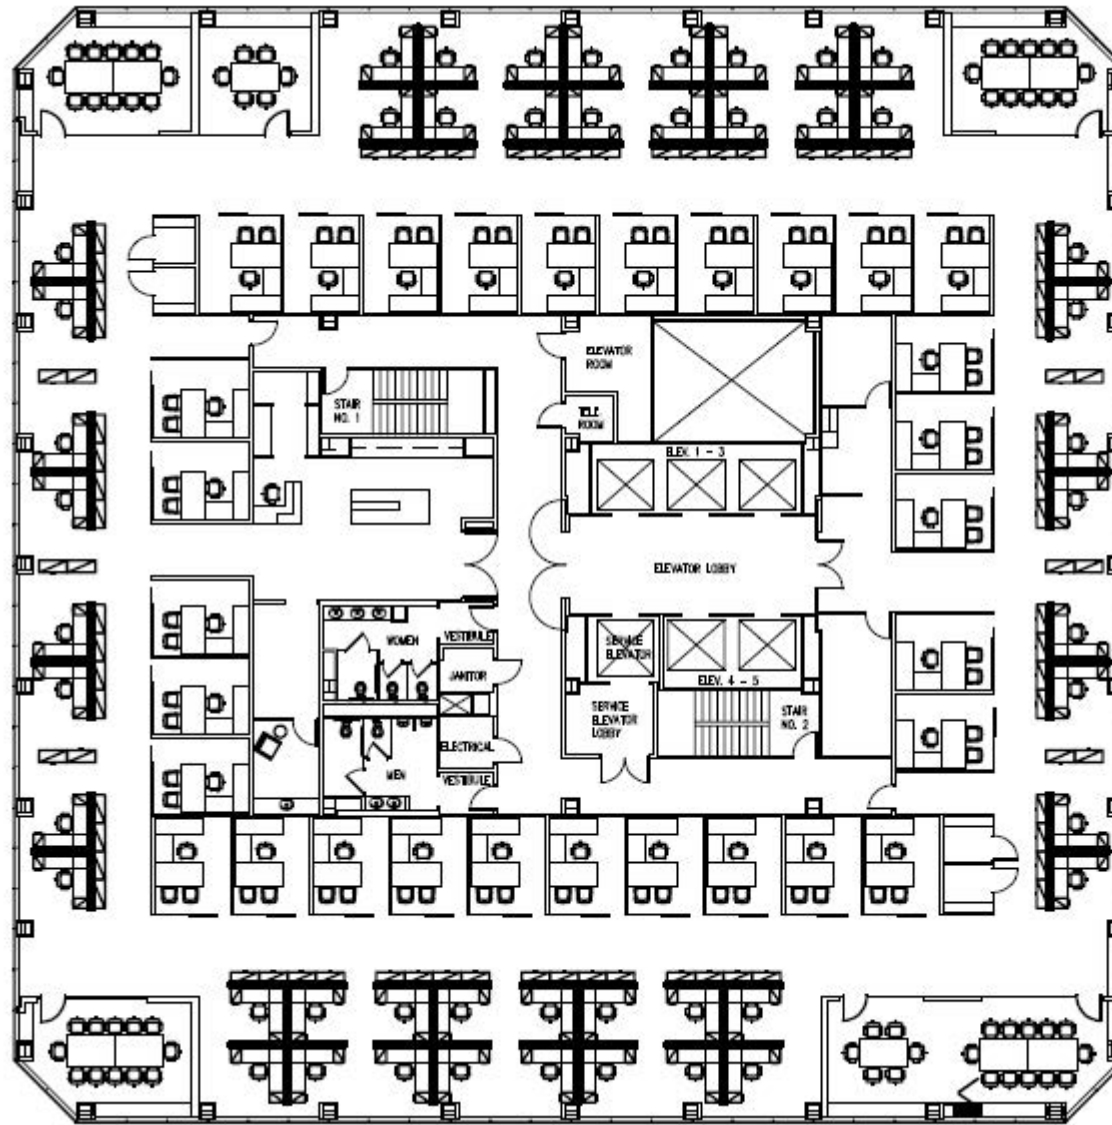 ELEVATOR
ROOM
STAIR
NO. 1
TELE.
ROOM
ELEV. 1 - 3
ELEVATOR LOBBY
WOMEN
VESTIBULE
SERVICE
ELEVATOR
JANITOR
ELEV. 4 - 5
SERVICE
ELEVATOR
LOBBY
STAIR
NO. 2
ELECTRICAL
MEN
VESTIBULE